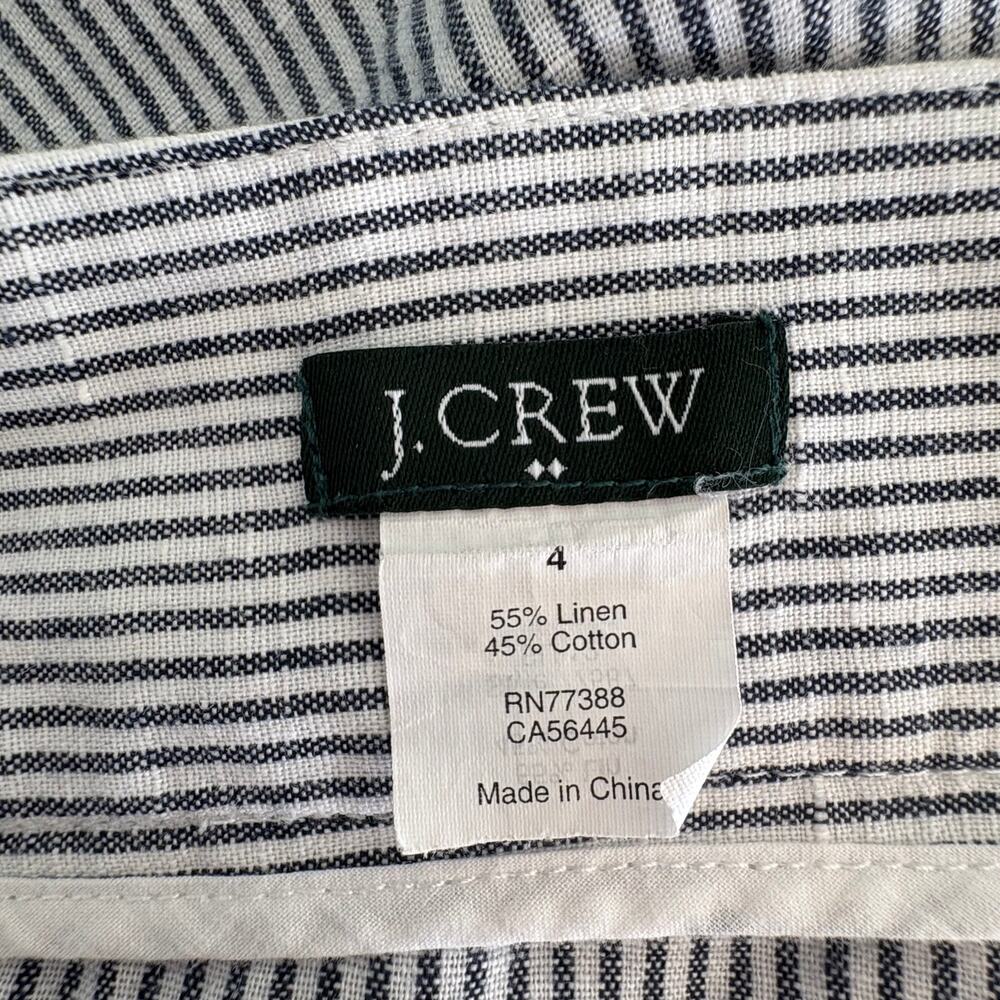 J.CREW
4
55% Linen
45% Cotton
RN77388
CA56445
Made in China